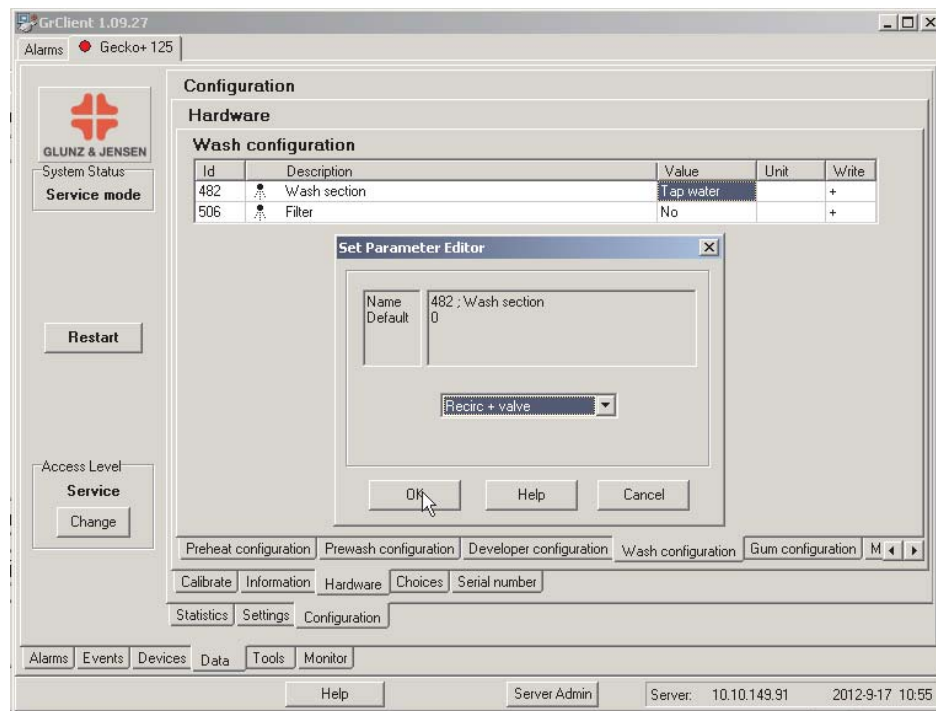 GrClient 1.09.27
Alarms Gecko+ 125
GLUNZ & JENSEN
System Status
Service mode
Restart
Access Level
Service
Change
Configuration
Hardware
Wash configuration
Id Description Value Unit Write
482 Wash section Tap water +
506 Filter No +
Set Parameter Editor
Name 482 ; Wash section
Default 0
Recirc + valve
OK Help Cancel
Preheat configuration Prewash configuration Developer configuration Wash configuration Gum configuration M
Calibrate Information Hardware Choices Serial number
Statistics Settings Configuration
Alarms Events Devices Data Tools Monitor
Help Server Admin Server: 10.10.149.91 2012-9-17 10:55